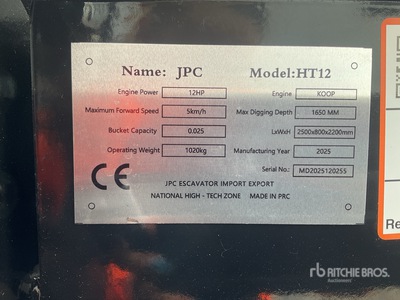 Name: JPC Model:HT12
Engine Power 12HP Engine KOOP
Maximum Forward Speed 5km/h Max Digging Depth 1650 MM
Bucket Capacity 0.025 LxWxH 2500x800x2200mm
Operating Weight 1020kg Manufacturing Year 2025
Serial No.: MD2025120255
CE
JPC ESCAVATOR IMPORT EXPORT
NATIONAL HIGH - TECH ZONE MADE IN PRC
Re
rb RITCHIE BROS.
Auctioneers